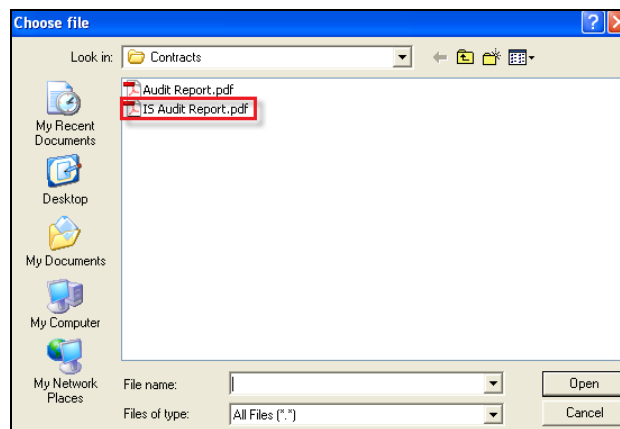 Choose file
Look in: Contracts
Audit Report.pdf
IS Audit Report.pdf
My Recent
Documents
Desktop
My Documents
My Computer
My Network
Places
File name:
Open
Files of type: All Files (*.*)
Cancel